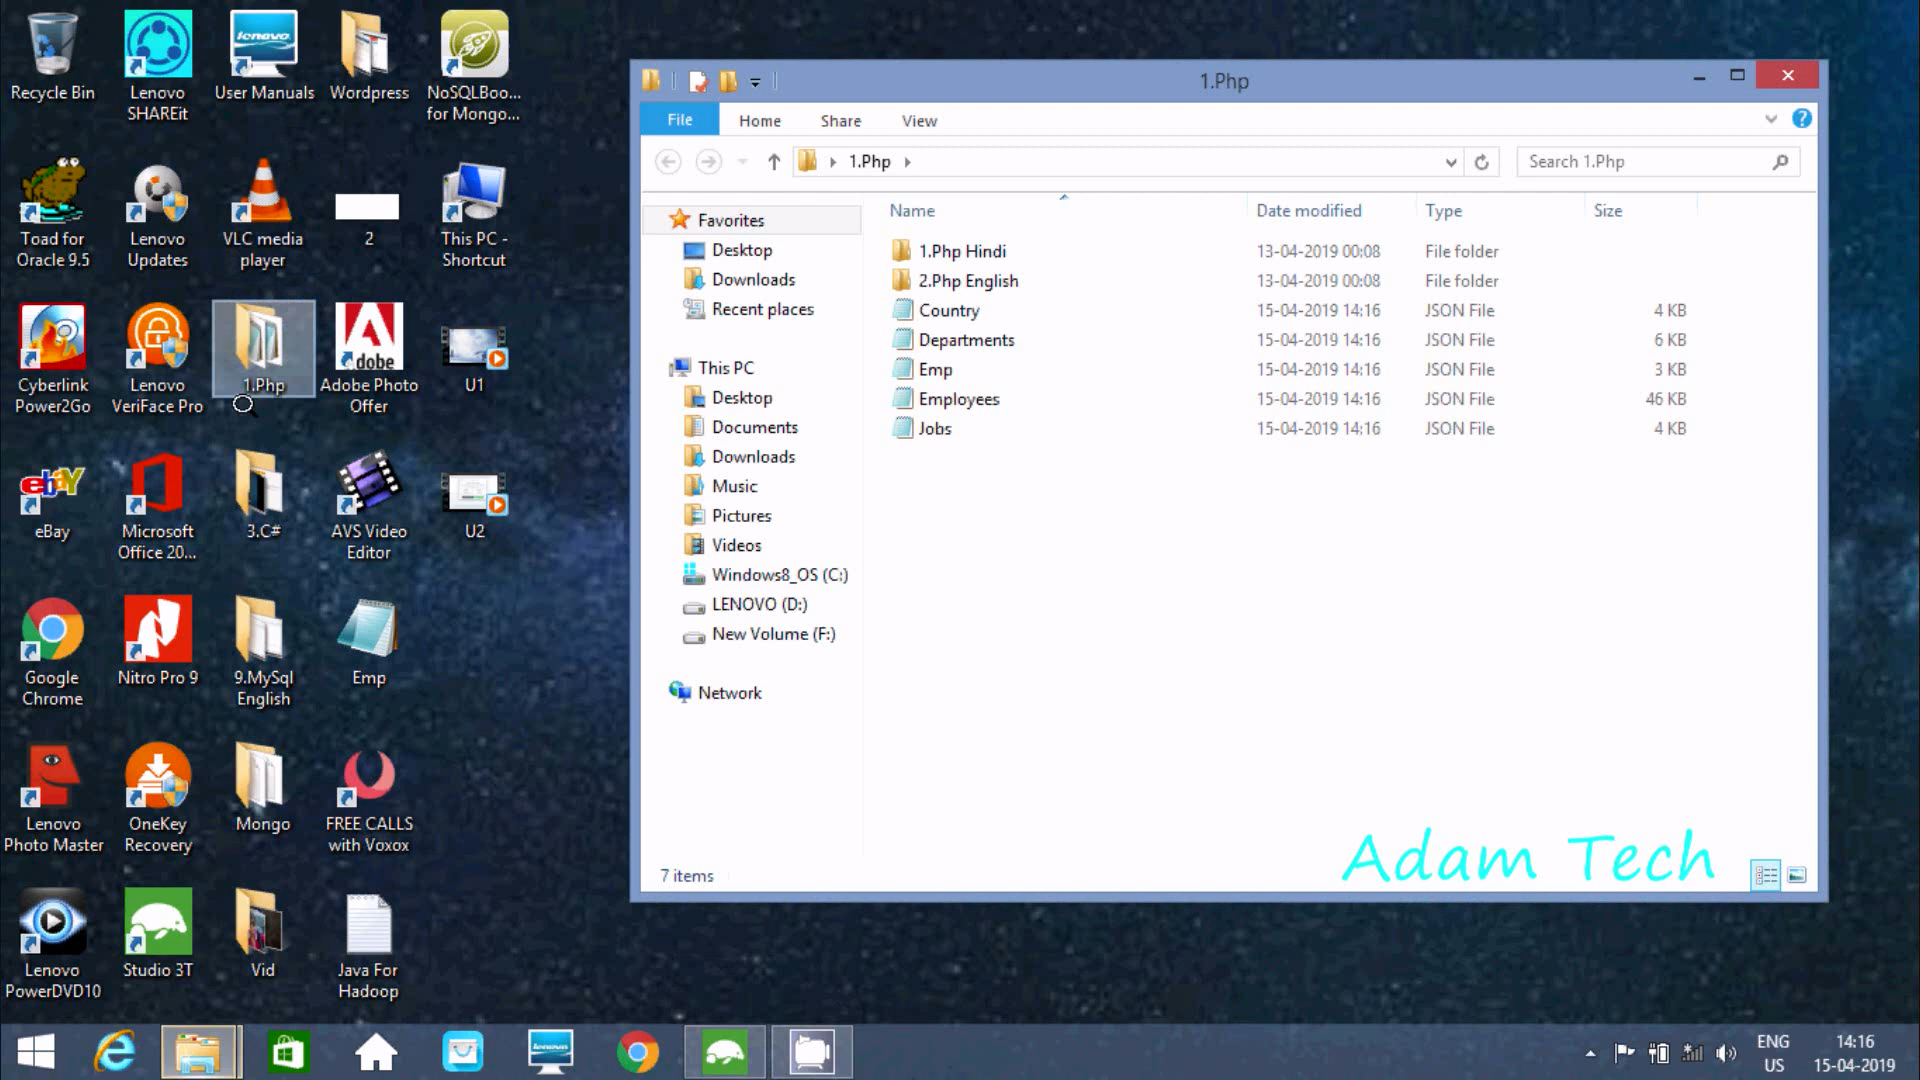 Recycle Bin
Lenovo
SHAREit
User Manuals
Wordpress
NoSQLBoo...
for Mongo...
Toad for
Oracle 9.5
Lenovo
Updates
VLC media
player
2
This PC -
Shortcut
Cyberlink
Power2Go
Lenovo
VeriFace Pro
1.Php
Adobe
Adobe Photo
Offer
U1
ebay
eBay
Microsoft
Office 20...
3.C#
AVS Video
Editor
U2
Google
Chrome
Nitro Pro 9
9.MySql
English
Emp
Lenovo
Photo Master
OneKey
Recovery
Mongo
FREE CALLS
with Voxox
Lenovo
PowerDVD10
Studio 3T
Vid
Java For
Hadoop
1.Php
File Home Share View
1.Php
Search 1.Php
Favorites
Desktop
Downloads
Recent places
This PC
Desktop
Documents
Downloads
Music
Pictures
Videos
Windows8_OS (C:)
LENOVO (D:)
New Volume (F:)
Network
Name Date modified Type Size
1.Php Hindi 13-04-2019 00:08 File folder
2.Php English 13-04-2019 00:08 File folder
Country 15-04-2019 14:16 JSON File 4 KB
Departments 15-04-2019 14:16 JSON File 6 KB
Emp 15-04-2019 14:16 JSON File 3 KB
Employees 15-04-2019 14:16 JSON File 46 KB
Jobs 15-04-2019 14:16 JSON File 4 KB
7 items
Adam Tech
lenovo
lenovo
ENG
US
14:16
15-04-2019